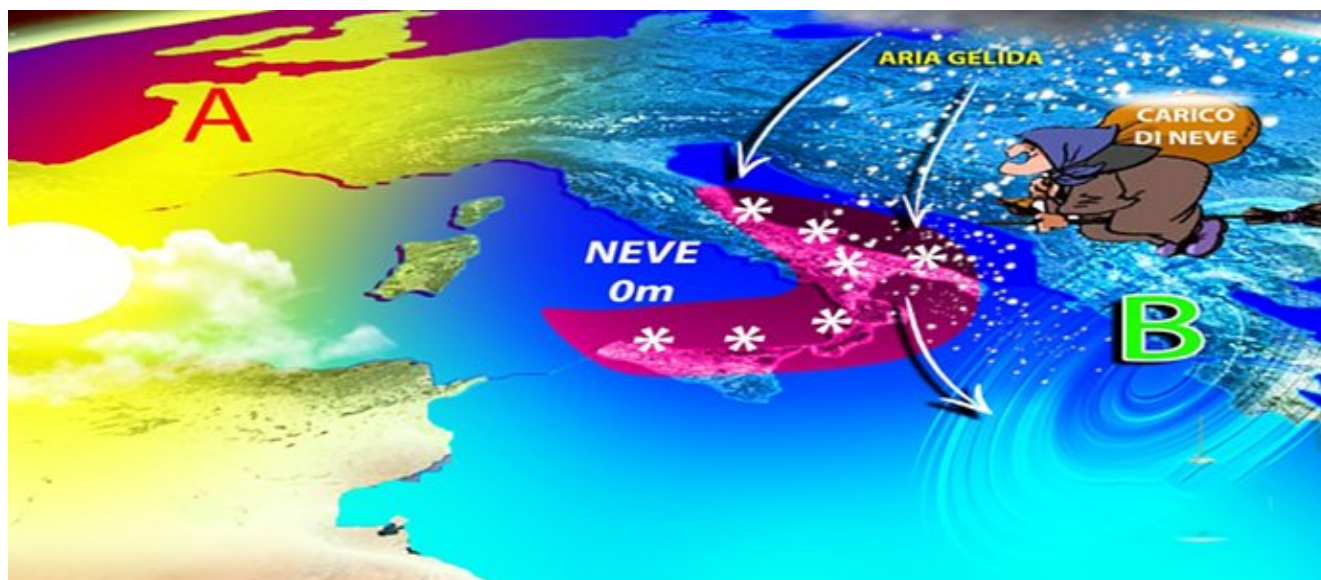 ARIA GELIDA
A
CARICO
DI NEVE
NEVE
0m
B